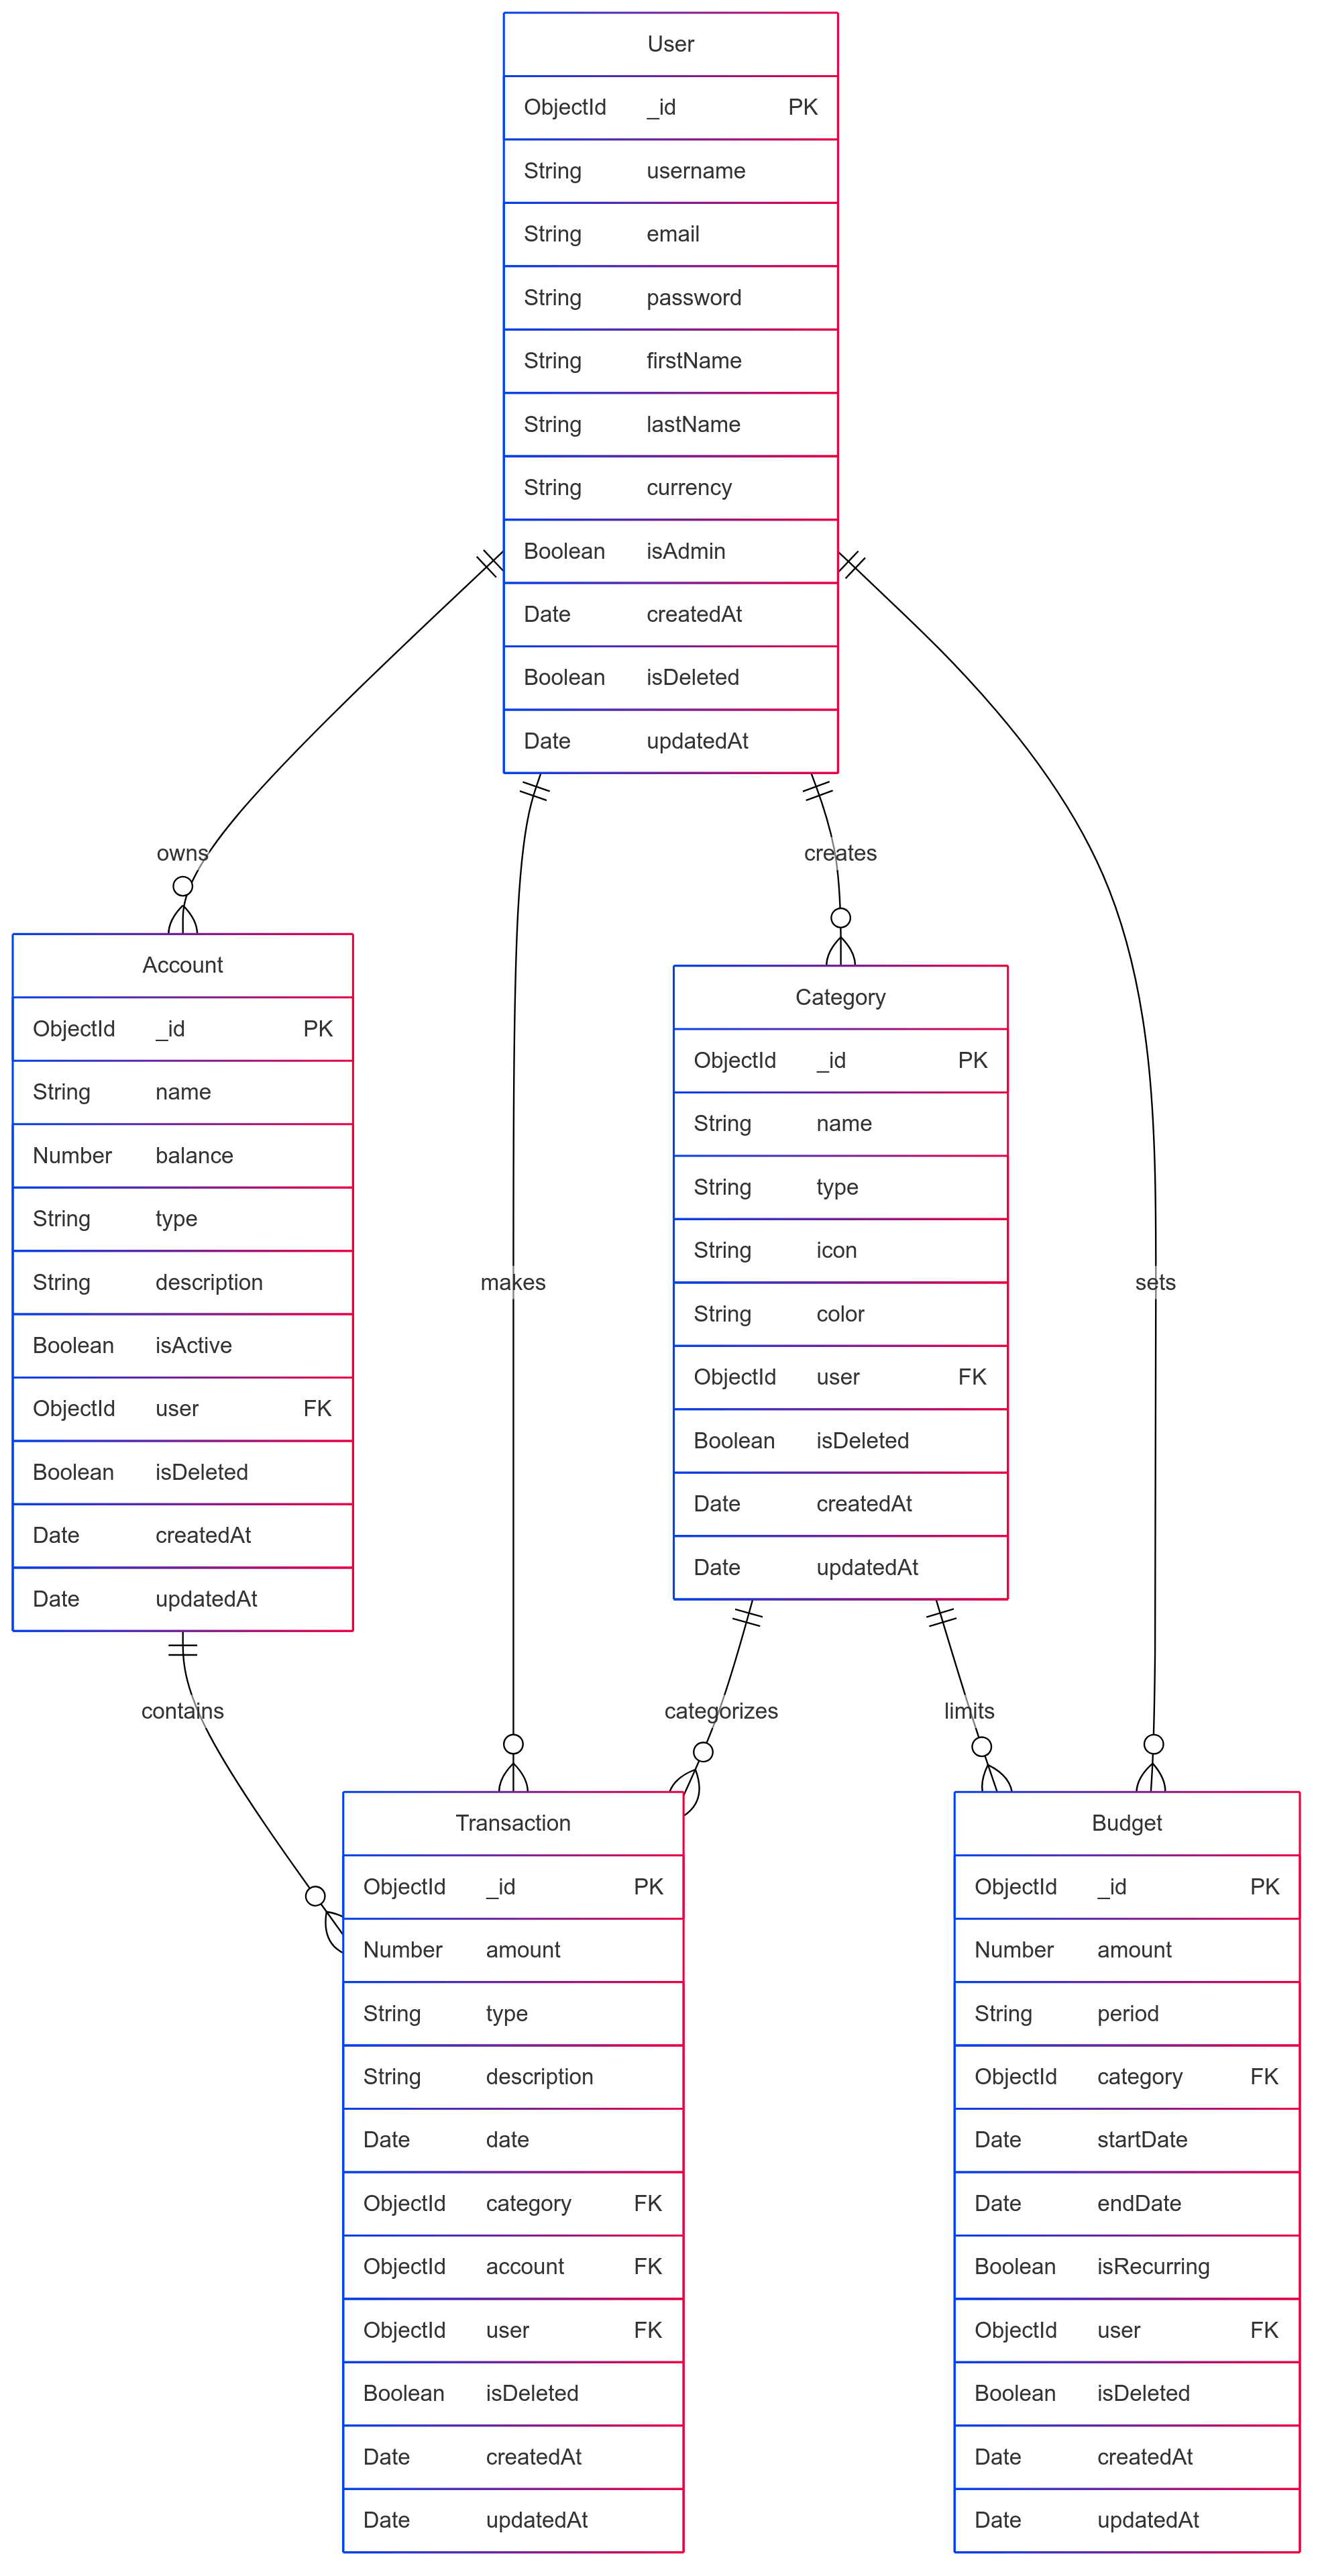 User
ObjectId _id PK
String username
String email
String password
String firstName
String lastName
String currency
Boolean isAdmin
Date createdAt
Boolean isDeleted
Date updatedAt
owns
creates
Account
ObjectId _id PK
String name
Number balance
String type
String description
Boolean isActive
ObjectId user FK
Boolean isDeleted
Date createdAt
Date updatedAt
Category
ObjectId _id PK
String name
String type
String icon
String color
ObjectId user FK
Boolean isDeleted
Date createdAt
Date updatedAt
makes
sets
contains
categorizes
limits
Transaction
ObjectId _id PK
Number amount
String type
String description
Date date
ObjectId category FK
ObjectId account FK
ObjectId user FK
Boolean isDeleted
Date createdAt
Date updatedAt
Budget
ObjectId _id PK
Number amount
String period
ObjectId category FK
Date startDate
Date endDate
Boolean isRecurring
ObjectId user FK
Boolean isDeleted
Date createdAt
Date updatedAt